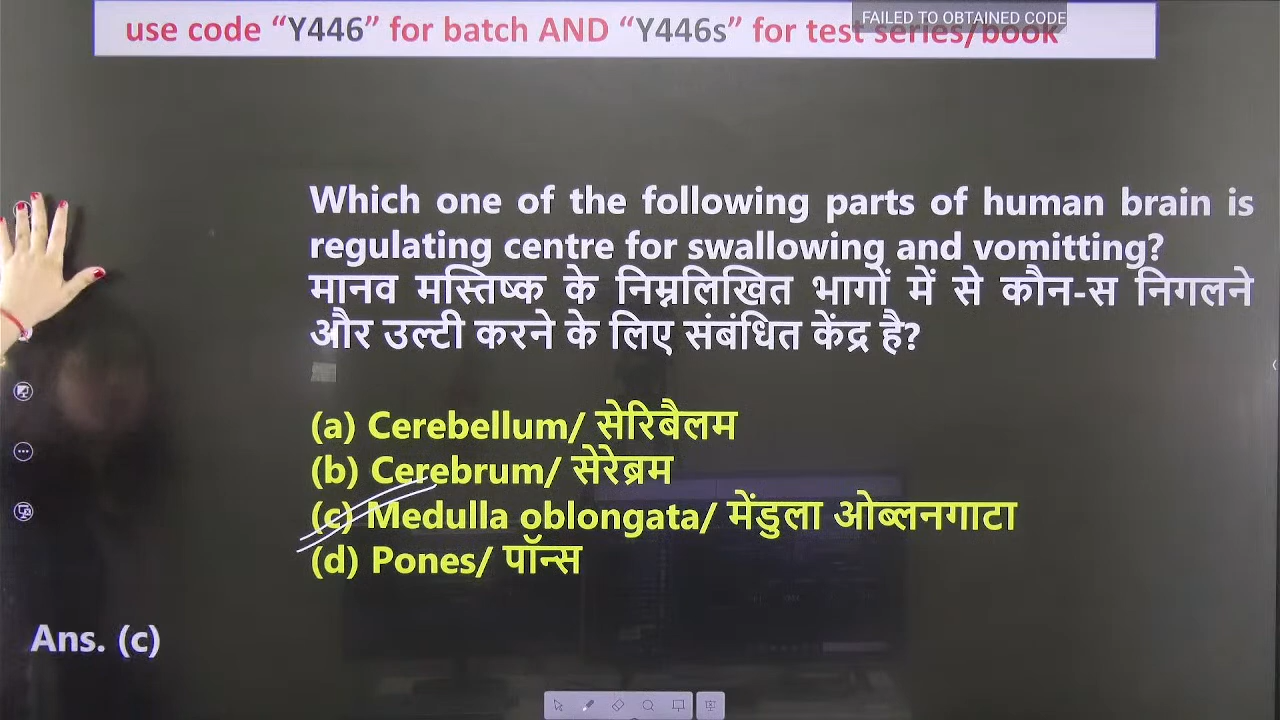 FAILED TO OBTAINED CODE
use code “Y446” for batch AND “Y446s” for test series/book
Which one of the following parts of human brain is
regulating centre for swallowing and vomitting?
मानव मस्तिष्क के निम्नलिखित भागों में से कौन-स निगलने
और उल्टी करने के लिए संबंधित केंद्र है?
(a) Cerebellum/ सेरिबैलम
(b) Cerebrum/ सेरेब्रम
(c) Medulla oblongata/ मेंडुला ओब्लनगाटा
(d) Pones/ पॉन्स
Ans. (c)